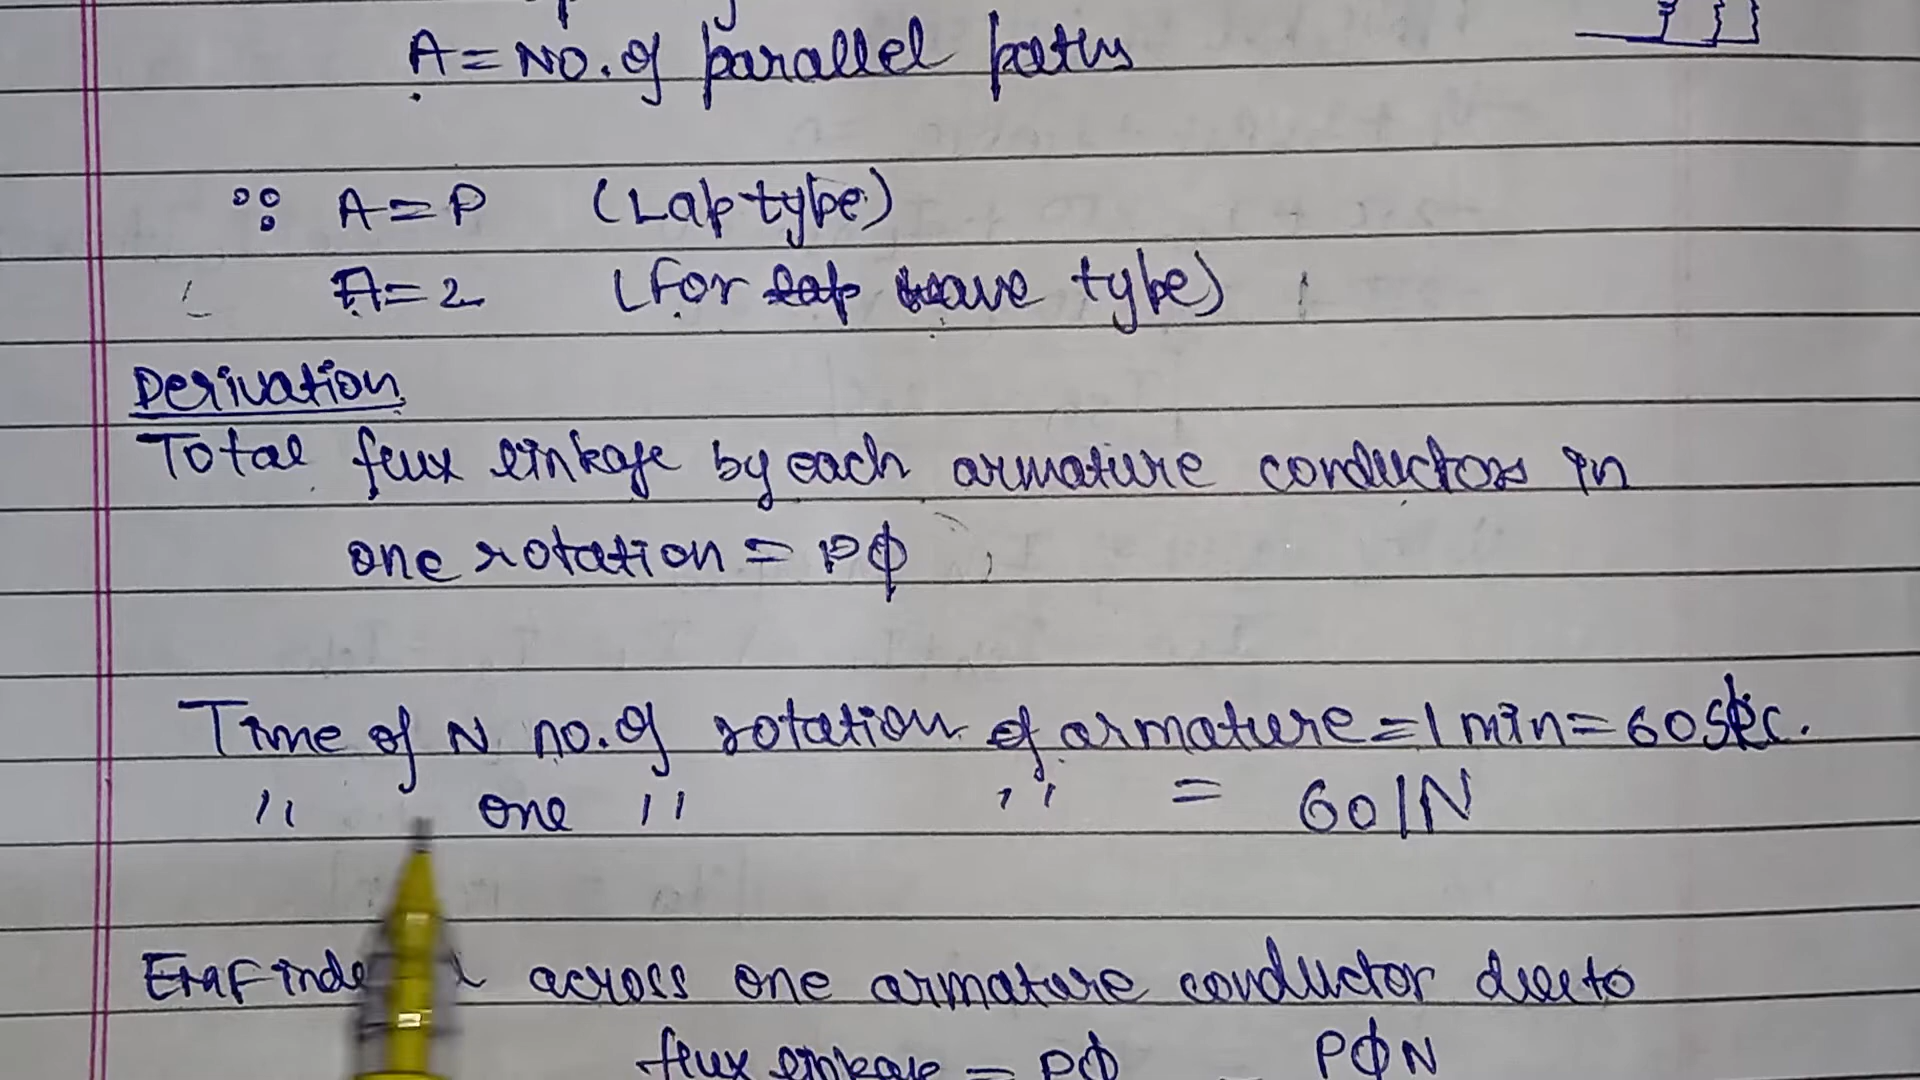 A = No. of parallel paths
∵ A = P (Lap type)
A = 2 (For wave type)
Derivation
Total flux linkage by each armature conductors in
one rotation = PΦ
Time of N no. of rotation of armature = 1 min = 60 sec.
〃 one 〃 〃 = 60/N
EMF across one armature conductor due to
flux linkage = PΦ = PΦN